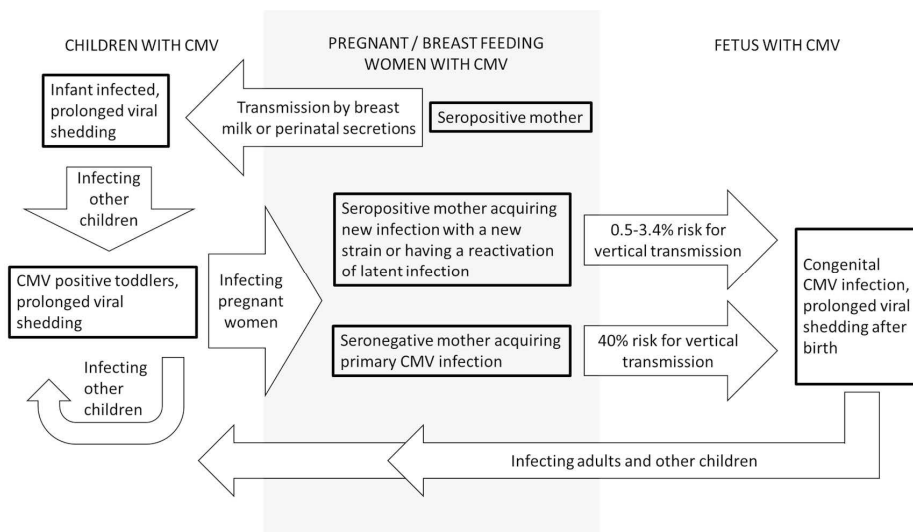 CHILDREN WITH CMV
PREGNANT / BREAST FEEDING
WOMEN WITH CMV
FETUS WITH CMV
Infant infected,
prolonged viral
shedding
Transmission by breast
milk or perinatal secretions
Seropositive mother
Infecting
other
children
Seropositive mother acquiring
new infection with a new
strain or having a reactivation
of latent infection
0.5-3.4% risk for
vertical transmission
CMV positive toddlers,
prolonged viral
shedding
Infecting
pregnant
women
Congenital
CMV infection,
prolonged viral
shedding after
birth
Seronegative mother acquiring
primary CMV infection
40% risk for vertical
transmission
Infecting
other
children
Infecting adults and other children